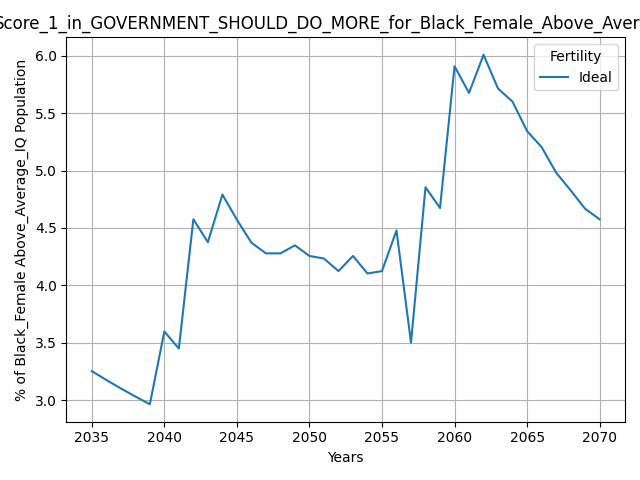 Score_1_in_GOVERNMENT_SHOULD_DO_MORE_for_Black_Female_Above_Aver
Fertility
Ideal
6.0
5.5
5.0
4.5
4.0
3.5
3.0
% of Black_Female Above_Average_IQ Population
2035 2040 2045 2050 2055 2060 2065 2070
Years